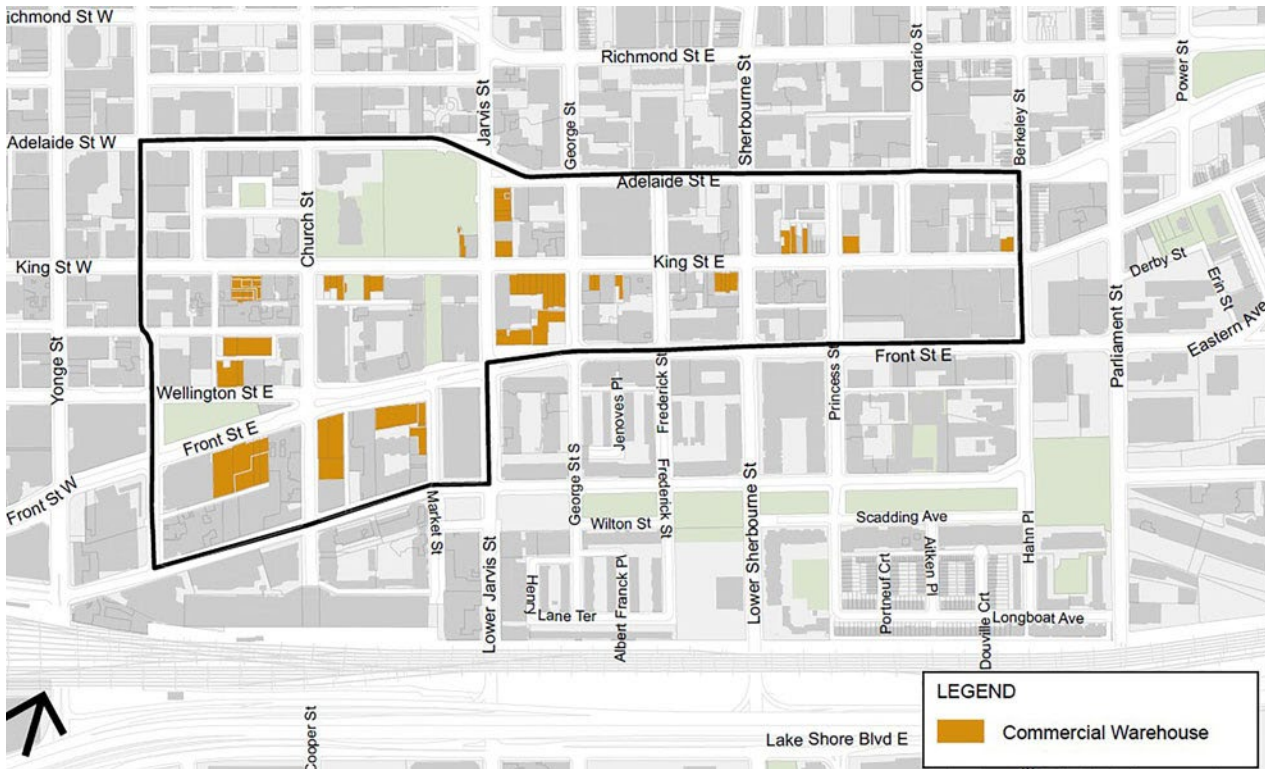 ichmond St W
Richmond St E
Ontario St
Power St
Jarvis St
George St
Sherbourne St
Berkeley St
Adelaide St W
Adelaide St E
Church St
King St W
King St E
Derby St
Erin St
Parliament St
Eastern Ave
Yonge St
Wellington St E
Front St E
Front St E
Front St W
Jenoves Pl
Frederick St
Princess St
George St S
Frederick St
Market St
Wilton St
Lower Jarvis St
Lower Sherbourne St
Scadding Ave
Aitken Pl
Hahn Pl
Henry
Lane Ter
Albert Franck Pl
Portneuf Crt
Douville Crt
Longboat Ave
Cooper St
Lake Shore Blvd E
LEGEND
Commercial Warehouse